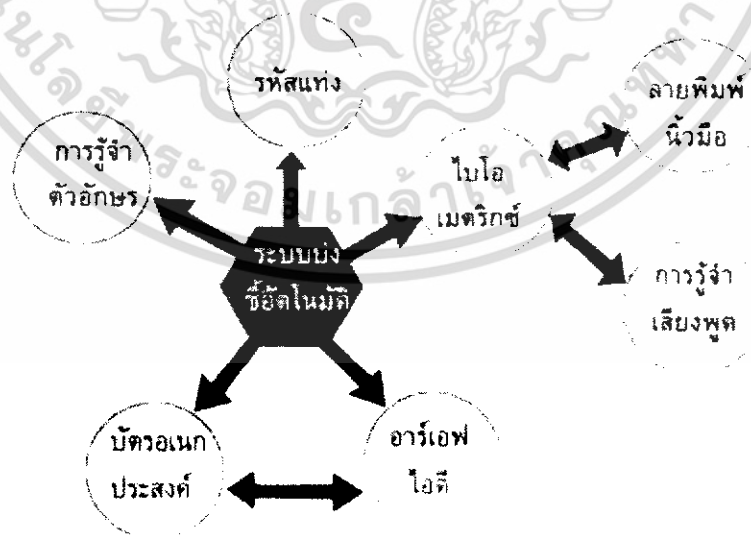 รหัสแท่ง
การรู้จำ
ตัวอักษร
ไบโอ
เมตริกซ์
ลายพิมพ์
นิ้วมือ
การรู้จำ
เสียงพูด
ระบบบ่ง
ชี้อัตโนมัติ
บัตรอเนก
ประสงค์
อาร์เอฟ
ไอดี